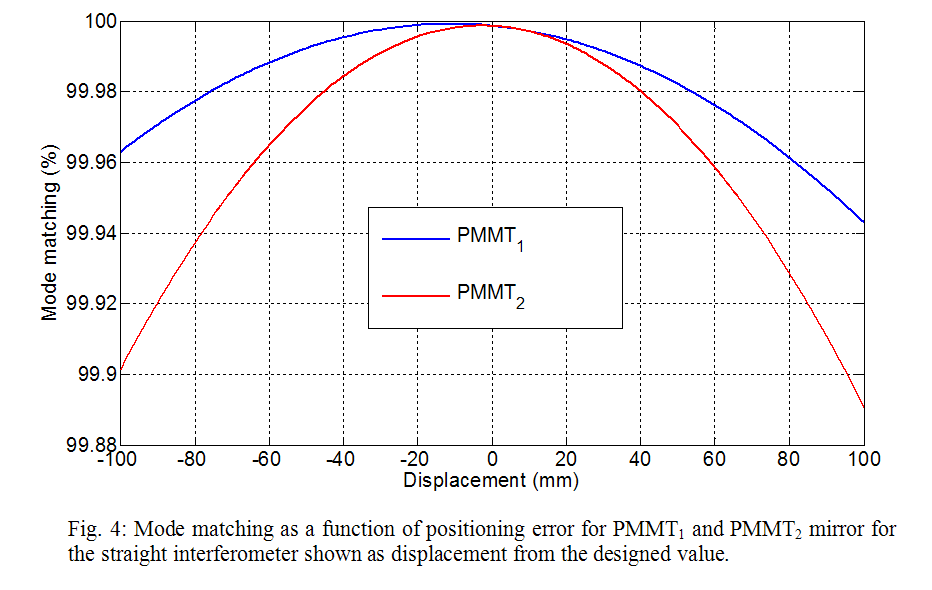 100
99.98
99.96
99.94
99.92
99.9
99.88
Mode matching (%)
PMMT1
PMMT2
-100 -80 -60 -40 -20 0 20 40 60 80 100
Displacement (mm)
Fig. 4: Mode matching as a function of positioning error for PMMT1 and PMMT2 mirror for
the straight interferometer shown as displacement from the designed value.